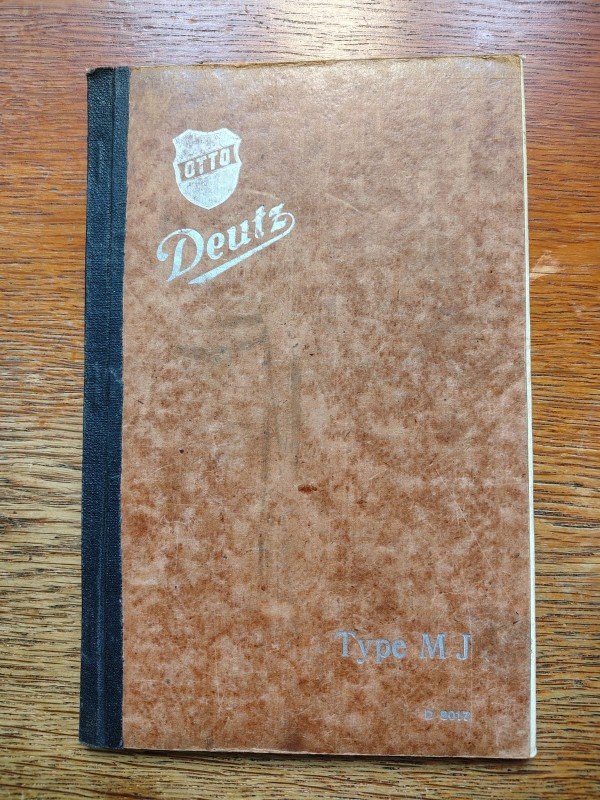 OTTO
Deutz
Type M J
D 2017